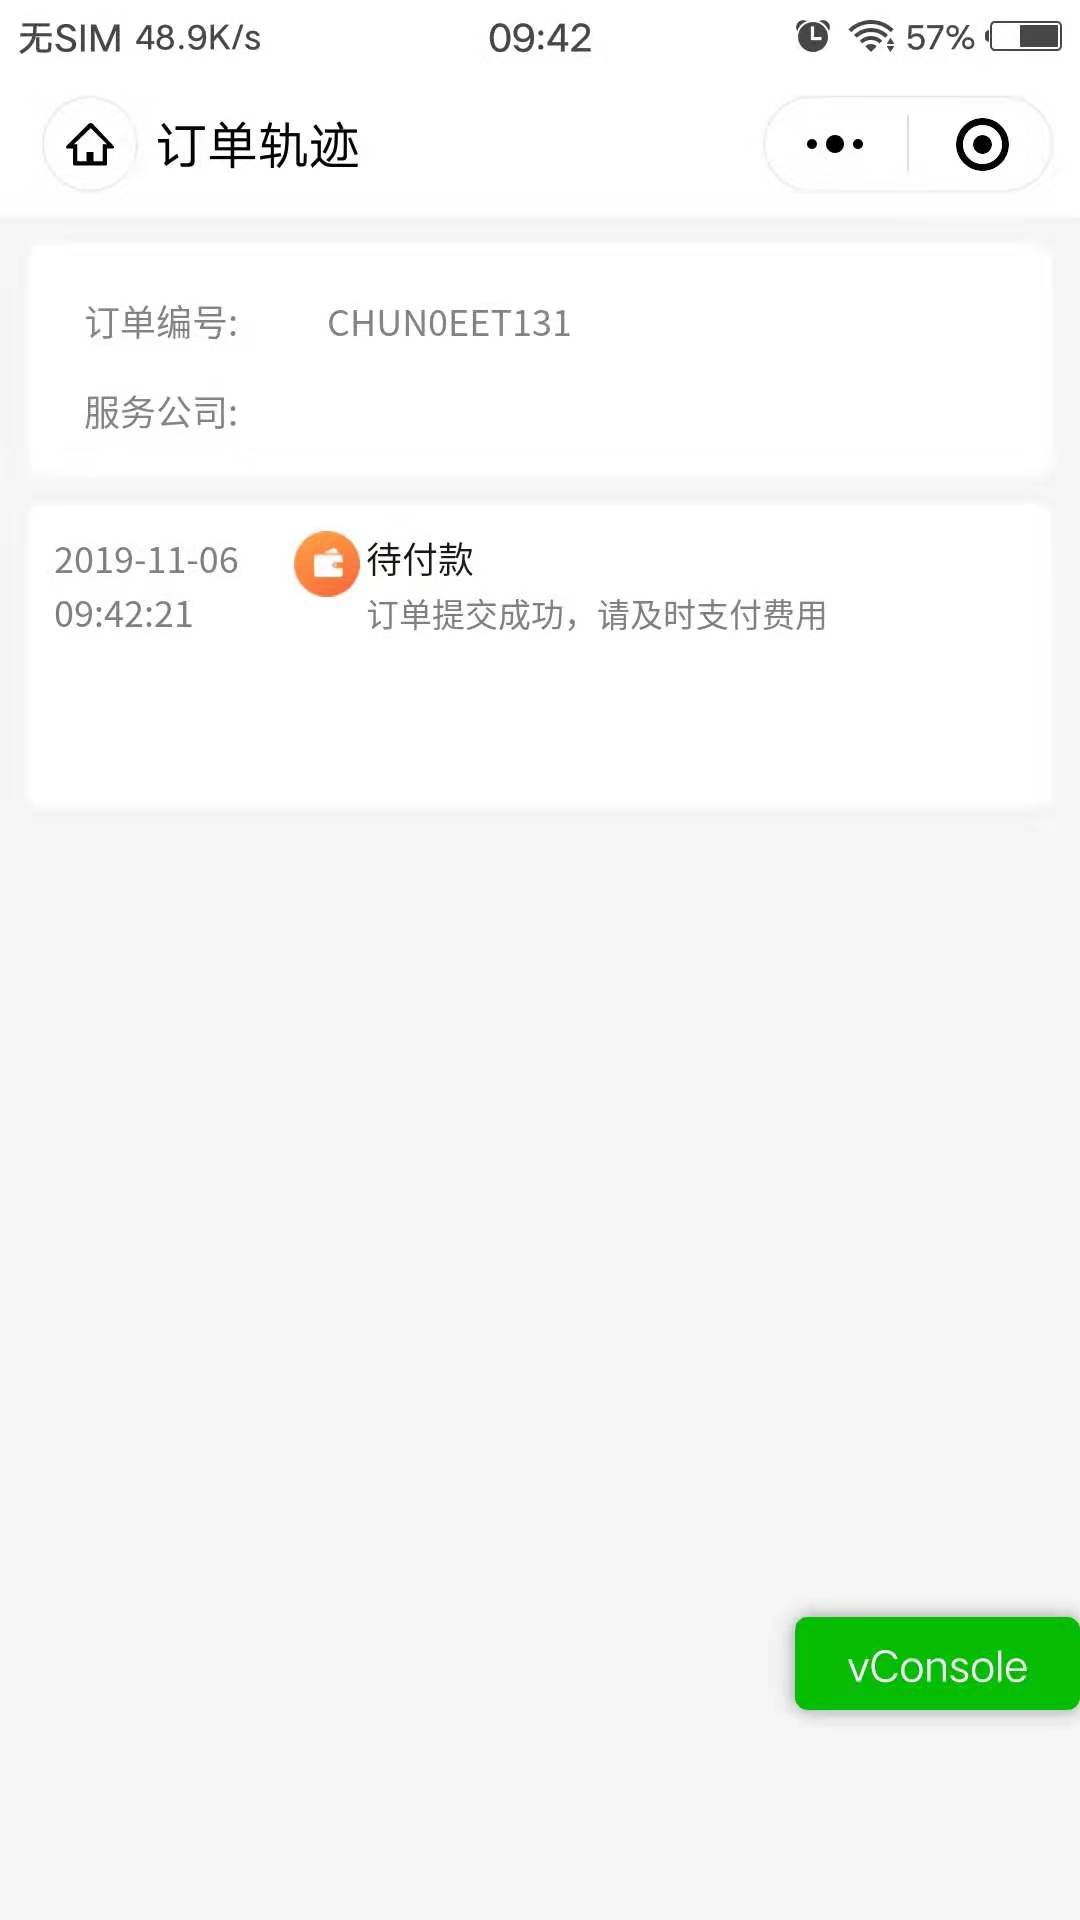 无SIM 48.9K/s 09:42 57%
订单轨迹
订单编号: CHUN0EET131
服务公司:
2019-11-06 待付款
09:42:21 订单提交成功，请及时支付费用
vConsole